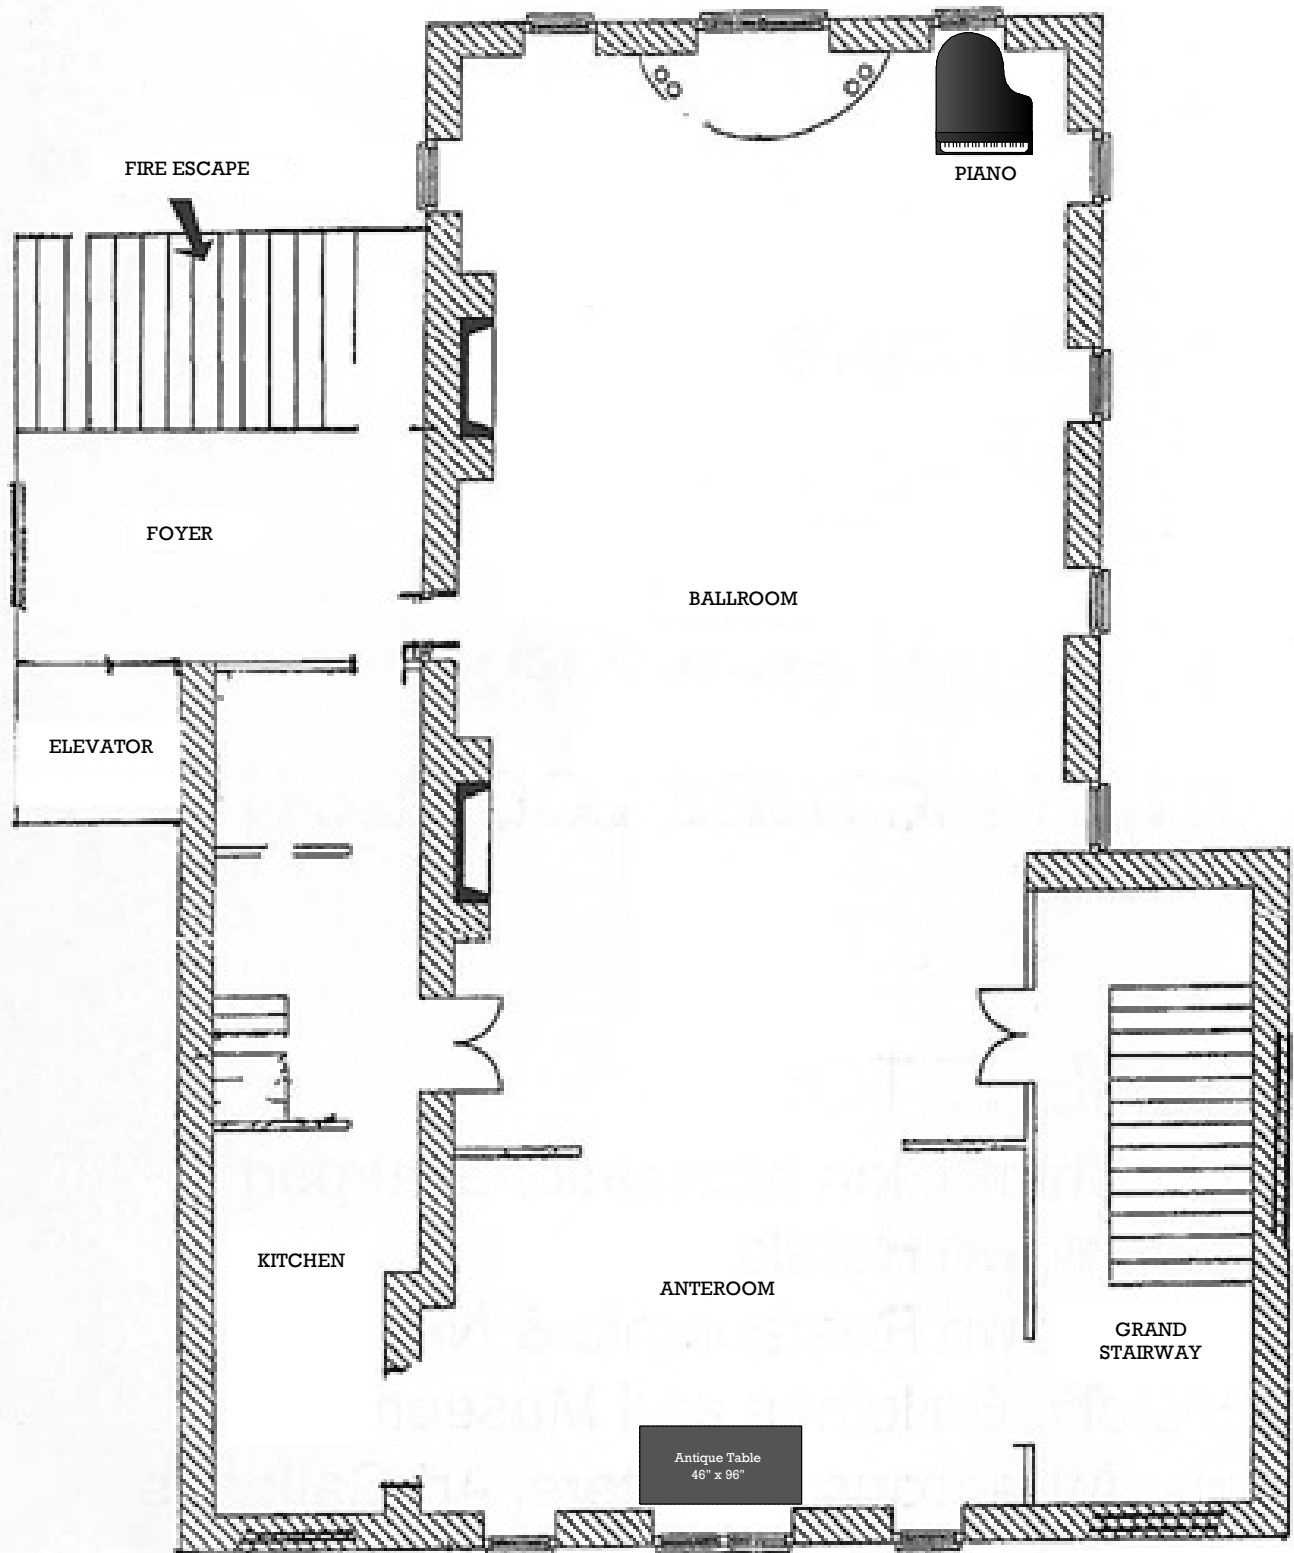 FIRE ESCAPE
PIANO
FOYER
BALLROOM
ELEVATOR
KITCHEN
ANTEROOM
GRAND
STAIRWAY
Antique Table
46" x 96"